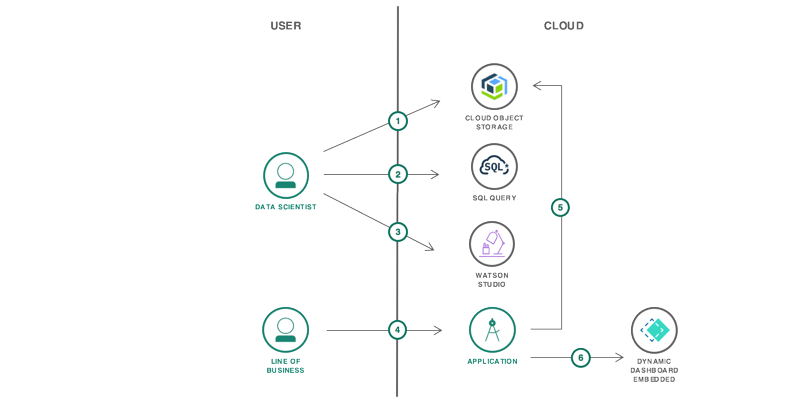 USER
CLOUD
1
CLOUD OBJECT
STORAGE
2
SQL
SQL QUERY
DATA SCIENTIST
5
3
WATSON
STUDIO
4
LINE OF
BUSINESS
APPLICATION
6
DYNAMIC
DASHBOARD
EMBEDDED